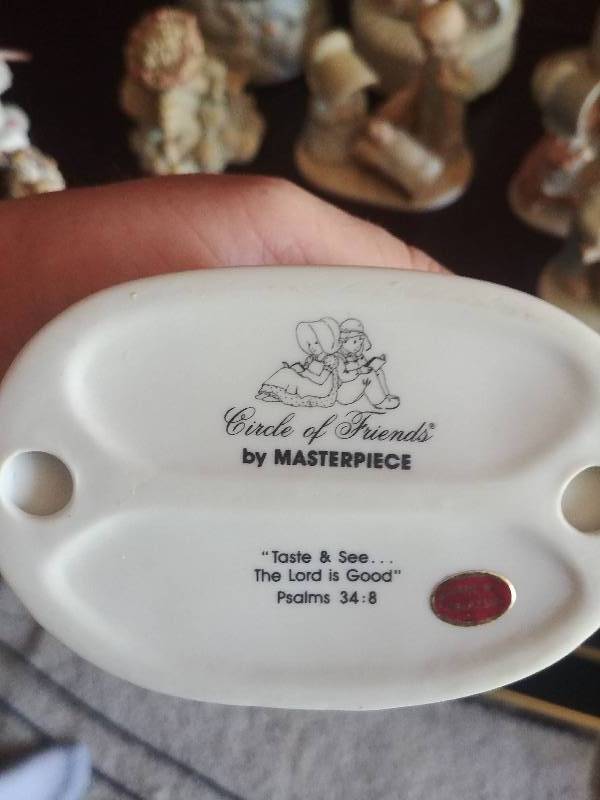 Circle of Friends®
by MASTERPIECE
"Taste & See...
The Lord is Good"
Psalms 34:8